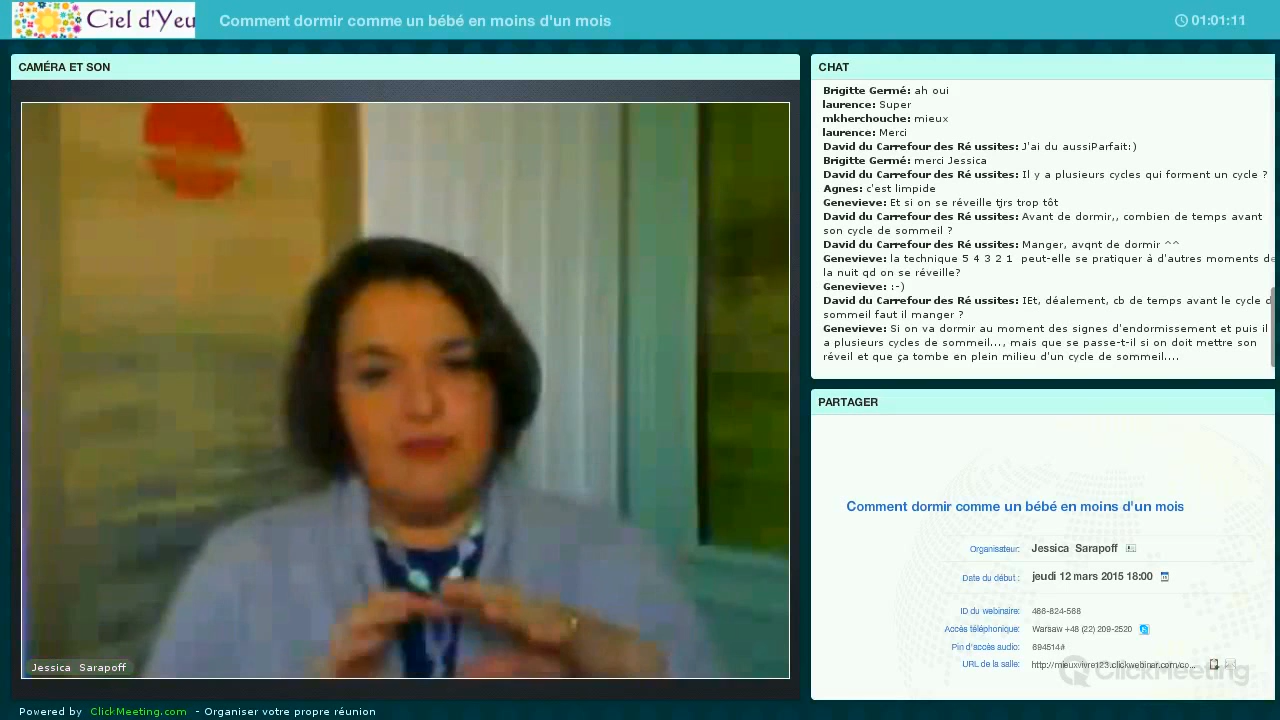 Ciel d'Yeu
Comment dormir comme un bébé en moins d'un mois
01:01:11
CAMÉRA ET SON
Jessica Sarapoff
CHAT
Brigitte Germé: ah oui
laurence: Super
mkherchouche: mieux
laurence: Merci
David du Carrefour des Ré ussites: J'ai du aussiParfait:)
Brigitte Germé: merci Jessica
David du Carrefour des Ré ussites: Il y a plusieurs cycles qui forment un cycle ?
Agnes: c'est limpide
Genevieve: Et si on se réveille tjrs trop tôt
David du Carrefour des Ré ussites: Avant de dormir,, combien de temps avant
son cycle de sommeil ?
David du Carrefour des Ré ussites: Manger, avqnt de dormir ^^
Genevieve: la technique 5 4 3 2 1 peut-elle se pratiquer à d'autres moments de
la nuit qd on se réveille?
Genevieve: :-)
David du Carrefour des Ré ussites: IEt, déalement, cb de temps avant le cycle d
sommeil faut il manger ?
Genevieve: Si on va dormir au moment des signes d'endormissement et puis il
a plusieurs cycles de sommeil..., mais que se passe-t-il si on doit mettre son
réveil et que ça tombe en plein milieu d'un cycle de sommeil....
PARTAGER
Comment dormir comme un bébé en moins d'un mois
Organisateur: Jessica Sarapoff
Date du début : jeudi 12 mars 2015 18:00
ID du webinaire: 486-824-568
Accès téléphonique: Warsaw +48 (22) 209-2520
Pin d'accès audio: 694514#
URL de la salle: http://mieuxvivre123.clickwebinar.com/co...
ClickMeeting
Powered by ClickMeeting.com - Organiser votre propre réunion